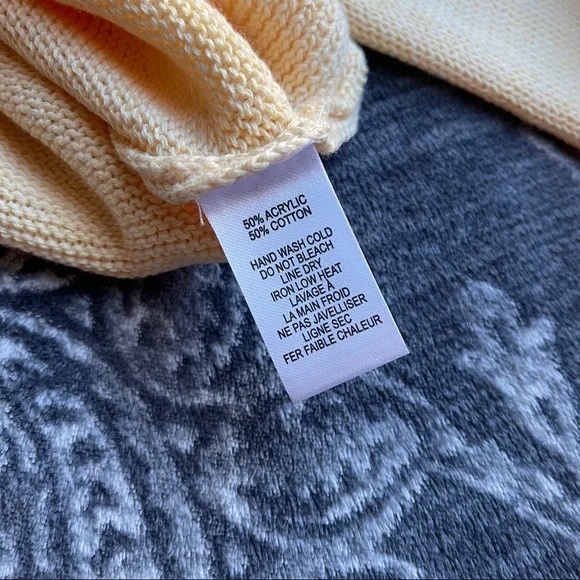 50% ACRYLIC
50% COTTON
HAND WASH COLD
DO NOT BLEACH
LINE DRY
IRON LOW HEAT
LAVAGE À
LA MAIN FROID
NE PAS JAVELLISER
LIGNE SEC
FER FAIBLE CHALEUR